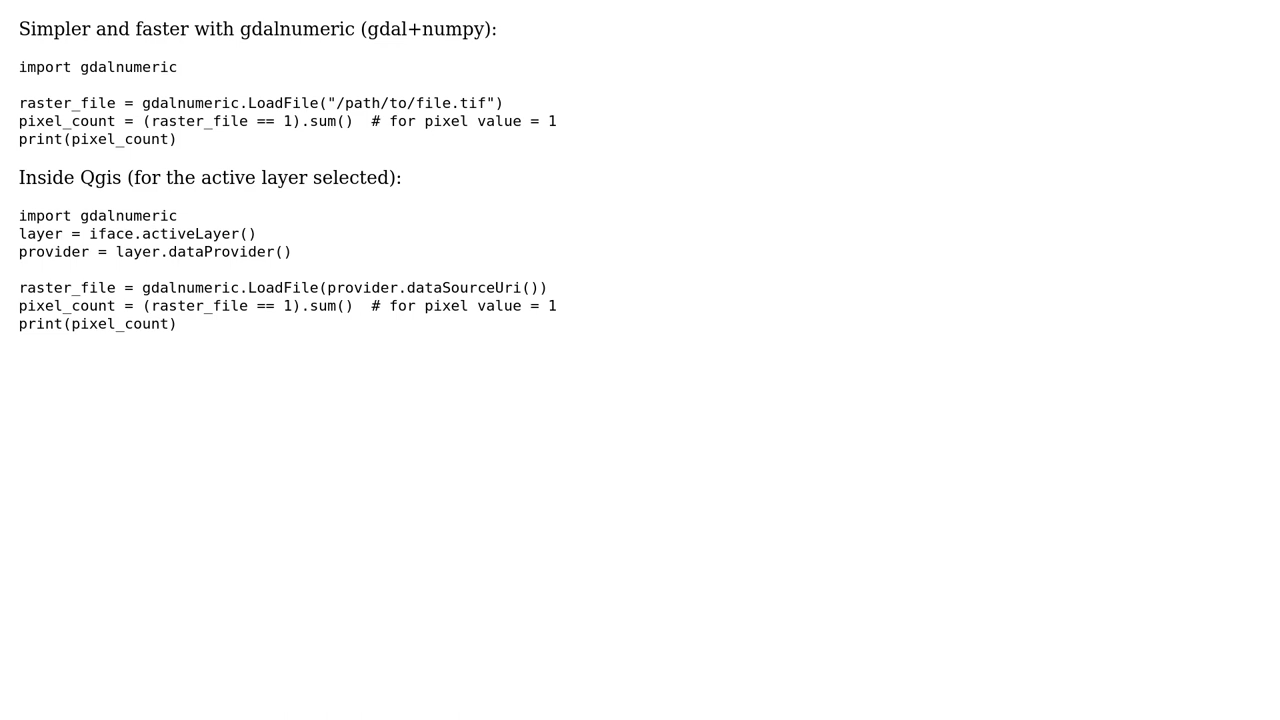 Simpler and faster with gdalnumeric (gdal+numpy):
import gdalnumeric
raster_file = gdalnumeric.LoadFile("/path/to/file.tif")
pixel_count = (raster_file == 1).sum()  # for pixel value = 1
print(pixel_count)
Inside Qgis (for the active layer selected):
import gdalnumeric
layer = iface.activeLayer()
provider = layer.dataProvider()
raster_file = gdalnumeric.LoadFile(provider.dataSourceUri())
pixel_count = (raster_file == 1).sum()  # for pixel value = 1
print(pixel_count)